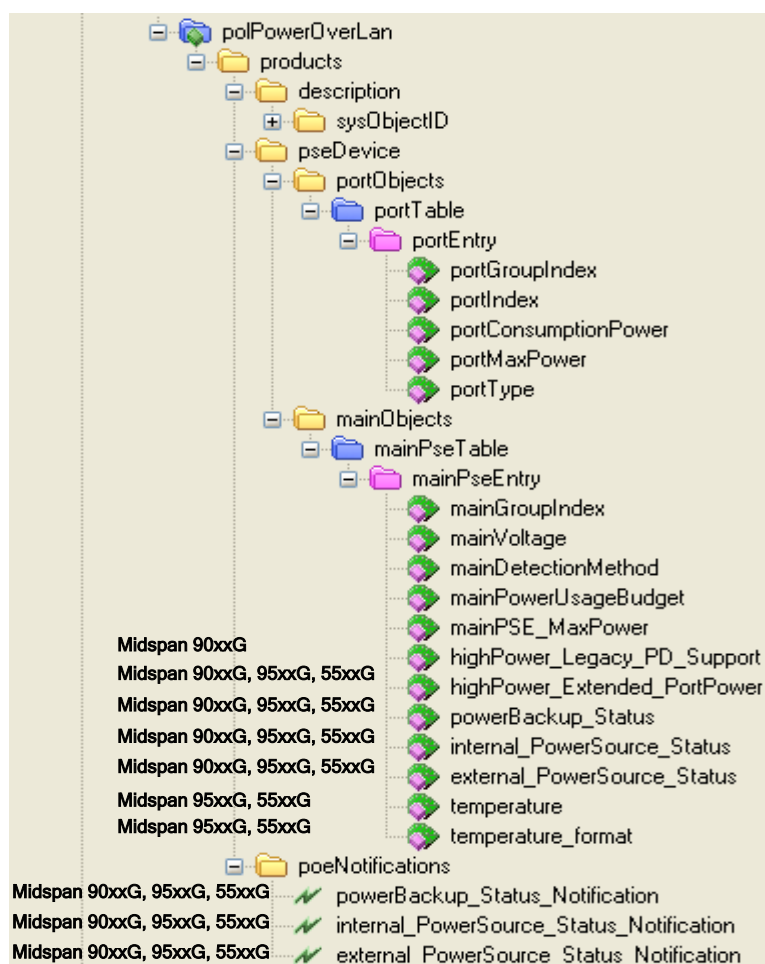 polPowerOverLan
products
description
sysObjectID
pseDevice
portObjects
portTable
portEntry
portGroupIndex
portIndex
portConsumptionPower
portMaxPower
portType
mainObjects
mainPseTable
mainPseEntry
mainGroupIndex
mainVoltage
mainDetectionMethod
mainPowerUsageBudget
mainPSE_MaxPower
Midspan 90xxG highPower_Legacy_PD_Support
Midspan 90xxG, 95xxG, 55xxG highPower_Extended_PortPower
Midspan 90xxG, 95xxG, 55xxG powerBackup_Status
Midspan 90xxG, 95xxG, 55xxG internal_PowerSource_Status
Midspan 90xxG, 95xxG, 55xxG external_PowerSource_Status
Midspan 95xxG, 55xxG temperature
Midspan 95xxG, 55xxG temperature_format
poeNotifications
Midspan 90xxG, 95xxG, 55xxG powerBackup_Status_Notification
Midspan 90xxG, 95xxG, 55xxG internal_PowerSource_Status_Notification
Midspan 90xxG, 95xxG, 55xxG external_PowerSource_Status_Notification